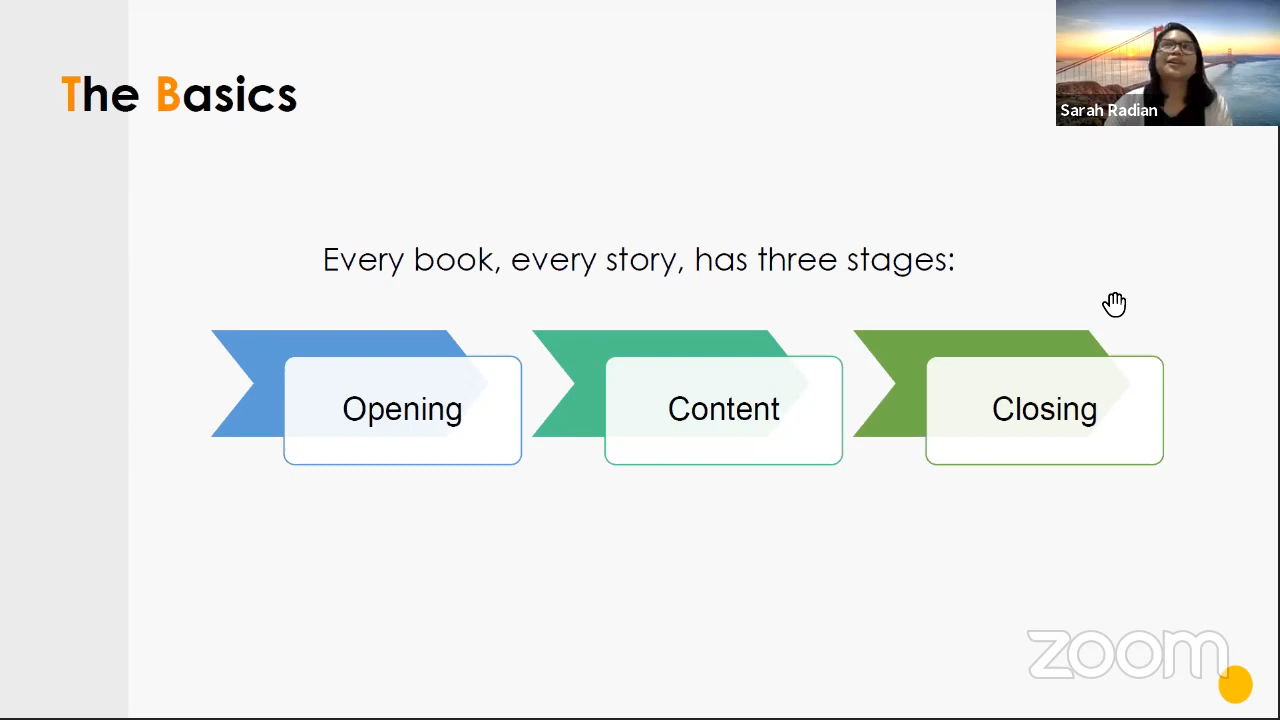 The Basics
Sarah Radian
Every book, every story, has three stages:
Opening
Content
Closing
zoom